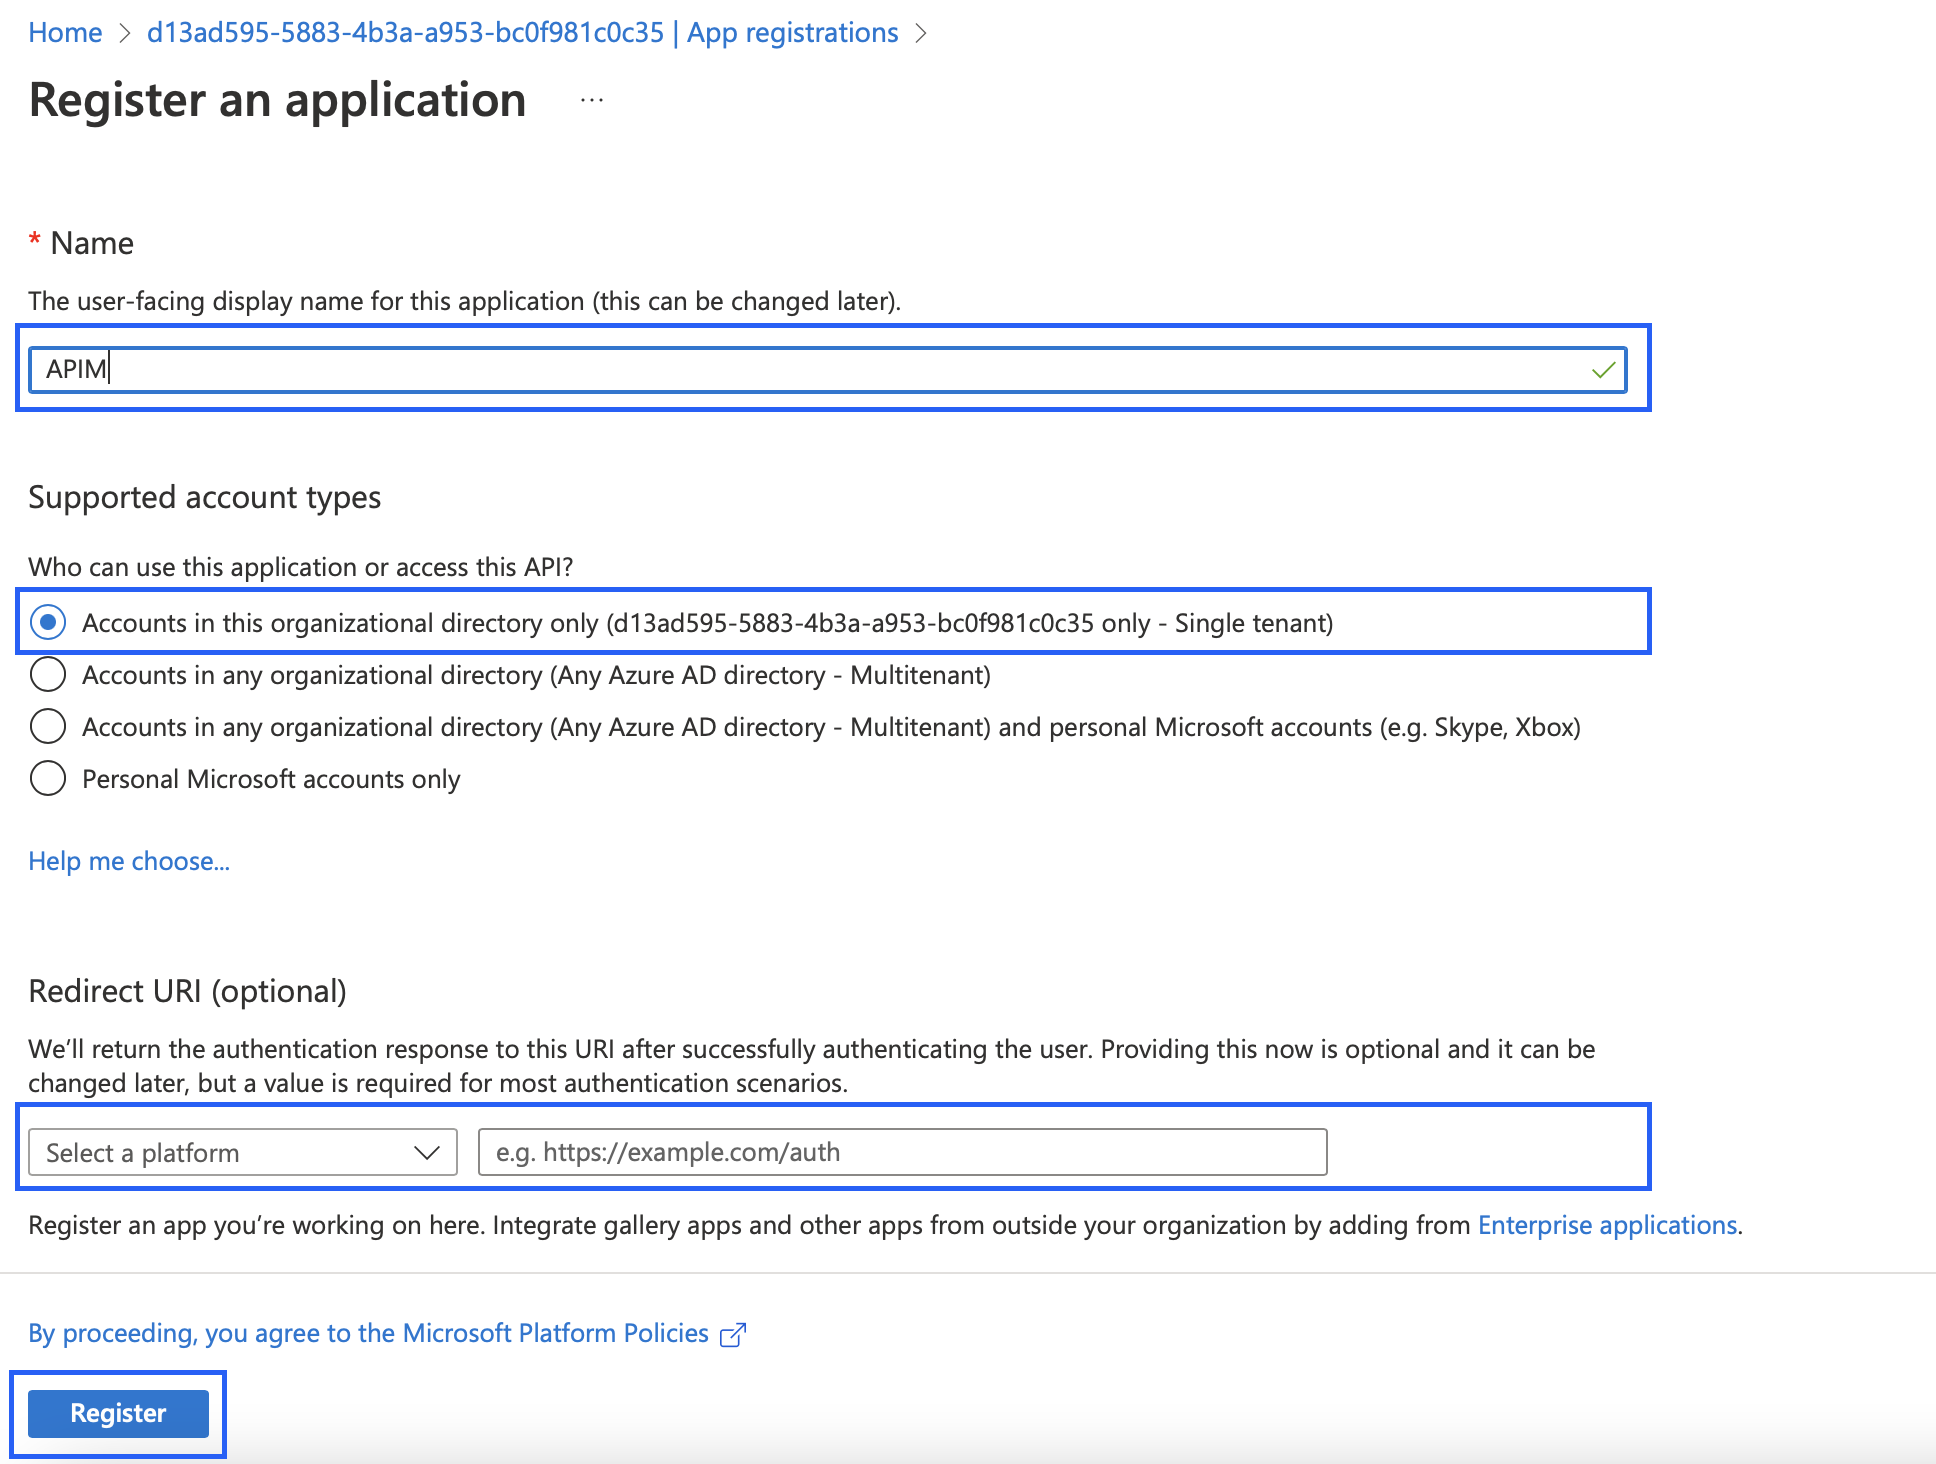 Home > d13ad595-5883-4b3a-a953-bc0f981c0c35 | App registrations >
Register an application ...
* Name
The user-facing display name for this application (this can be changed later).
APIM
Supported account types
Who can use this application or access this API?
Accounts in this organizational directory only (d13ad595-5883-4b3a-a953-bc0f981c0c35 only - Single tenant)
Accounts in any organizational directory (Any Azure AD directory - Multitenant)
Accounts in any organizational directory (Any Azure AD directory - Multitenant) and personal Microsoft accounts (e.g. Skype, Xbox)
Personal Microsoft accounts only
Help me choose...
Redirect URI (optional)
We’ll return the authentication response to this URI after successfully authenticating the user. Providing this now is optional and it can be
changed later, but a value is required for most authentication scenarios.
Select a platform e.g. https://example.com/auth
Register an app you’re working on here. Integrate gallery apps and other apps from outside your organization by adding from Enterprise applications.
By proceeding, you agree to the Microsoft Platform Policies
Register